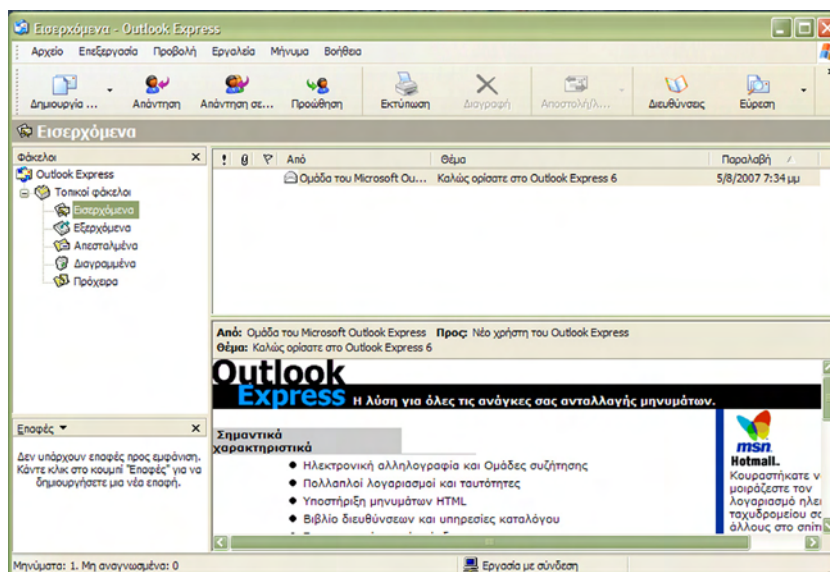 Εισερχόμενα - Outlook Express
Αρχείο Επεξεργασία Προβολή Εργαλεία Μήνυμα Βοήθεια
Δημιουργία ... Απάντηση Απάντηση σε... Προώθηση Εκτύπωση Διαγραφή Αποστολή/λ... Διευθύνσεις Εύρεση
Εισερχόμενα
Φάκελοι
Outlook Express
Τοπικοί φάκελοι
Εισερχόμενα
Εξερχόμενα
Απεσταλμένα
Διαγραμμένα
Πρόχειρα
Από Θέμα Παραλαβή
Ομάδα του Microsoft Ou... Καλώς ορίσατε στο Outlook Express 6 5/8/2007 7:34 μμ
Από: Ομάδα του Microsoft Outlook Express Προς: Νέο χρήστη του Outlook Express
Θέμα: Καλώς ορίσατε στο Outlook Express 6
Outlook
Express Η λύση για όλες τις ανάγκες σας ανταλλαγής μηνυμάτων.
Σημαντικά
χαρακτηριστικά
● Ηλεκτρονική αλληλογραφία και Ομάδες συζήτησης
● Πολλαπλοί λογαριασμοί και ταυτότητες
● Υποστήριξη μηνυμάτων HTML
● Βιβλίο διευθύνσεων και υπηρεσίες καταλόγου
msn
Hotmail.
Κουραστήκατε ν
μοιράζεστε τον
λογαριασμό ηλε
ταχυδρομείου σα
άλλους στο σπίτ
Επαφές
Δεν υπάρχουν επαφές προς εμφάνιση.
Κάντε κλικ στο κουμπί "Επαφές" για να
δημιουργήσετε μια νέα επαφή.
Μηνύματα: 1. Μη αναγνωσμένα: 0 Εργασία με σύνδεση